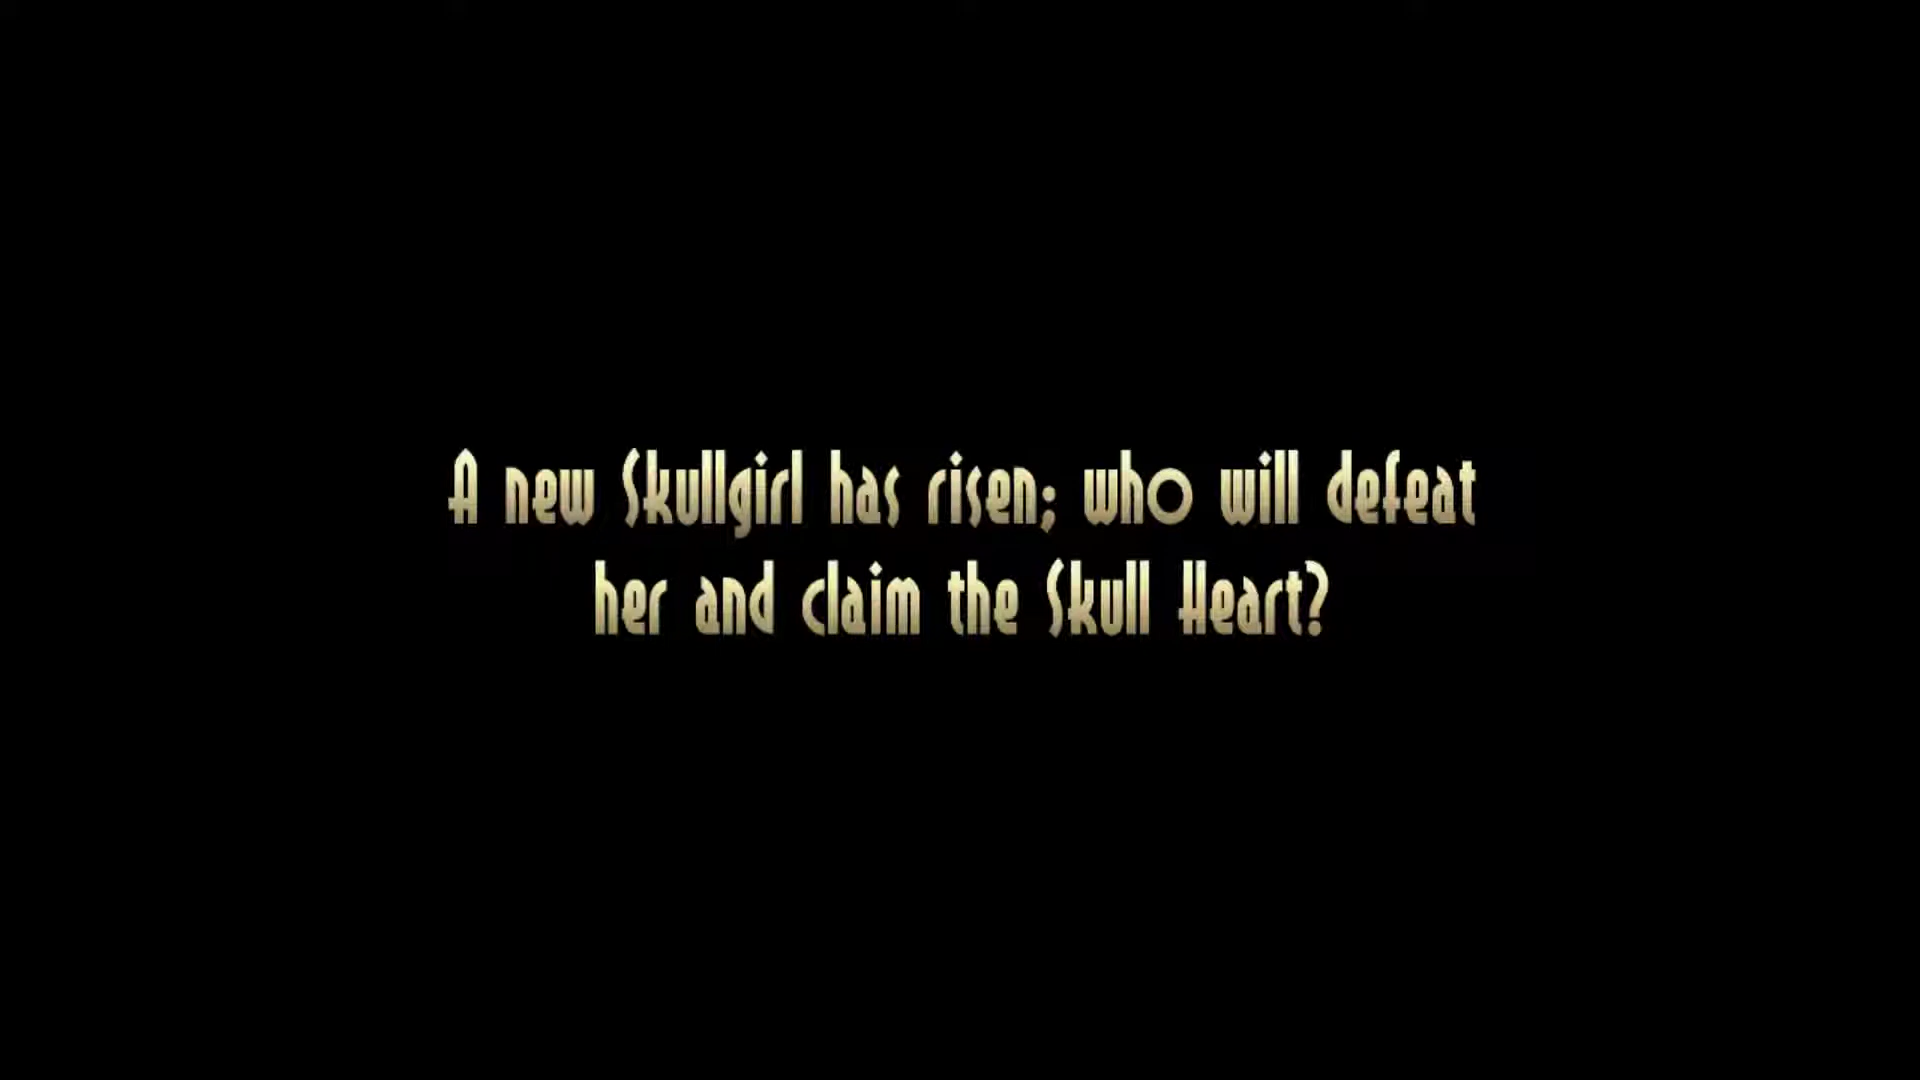 A new Skullgirl has risen; who will defeat
her and claim the Skull Heart?